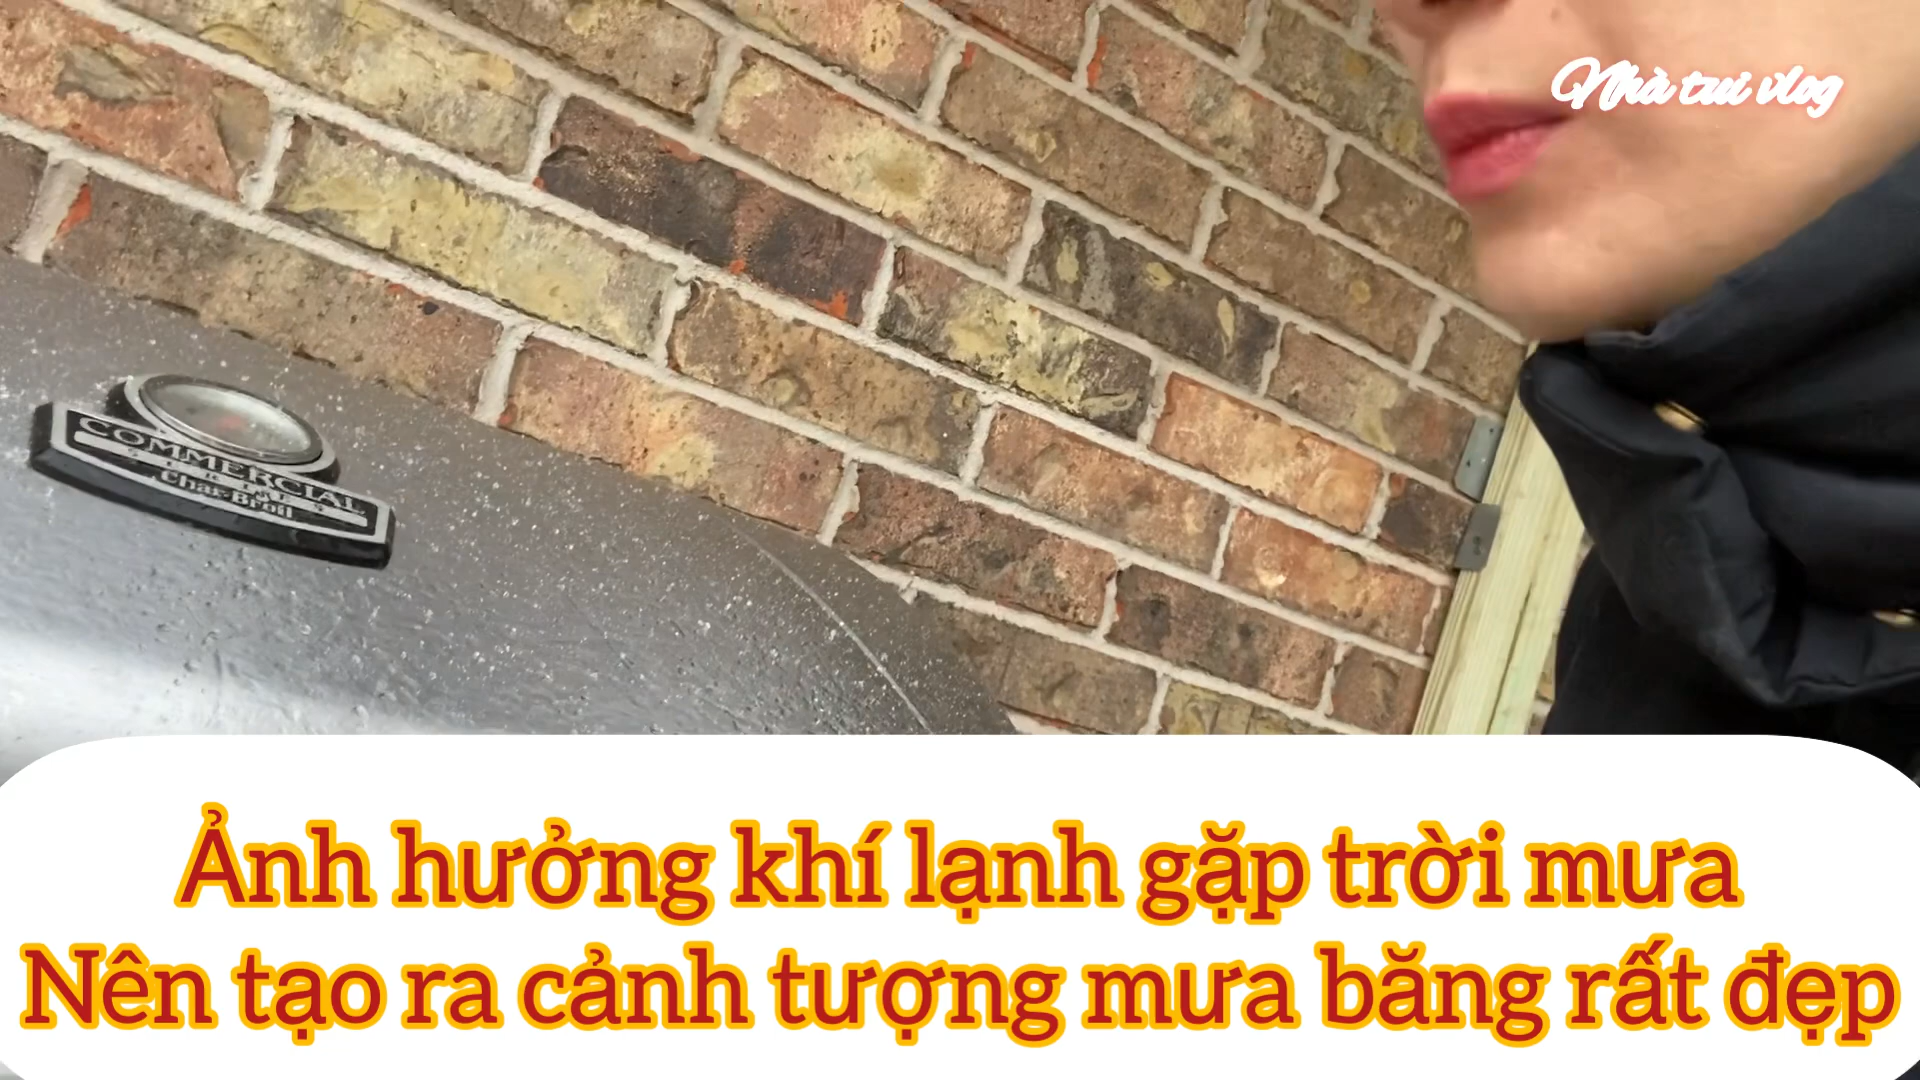 Nhà tui vlog
COMMERCIAL
SERIES
Char-Broil
Ảnh hưởng khí lạnh gặp trời mưa
Nên tạo ra cảnh tượng mưa băng rất đẹp